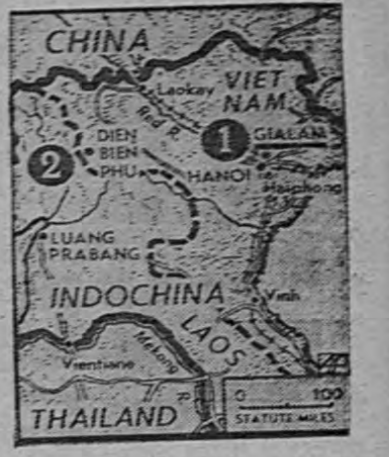 CHINA
Laokay
VIET
NAM
Red R.
1
GIALAM
DIEN
BIEN
PHU
2
HANOI
Haiphong
LUANG
PRABANG
INDOCHINA
Vinh
LAOS
Vientiane
Mekong
R.
THAILAND
0 100
STATUTE MILES